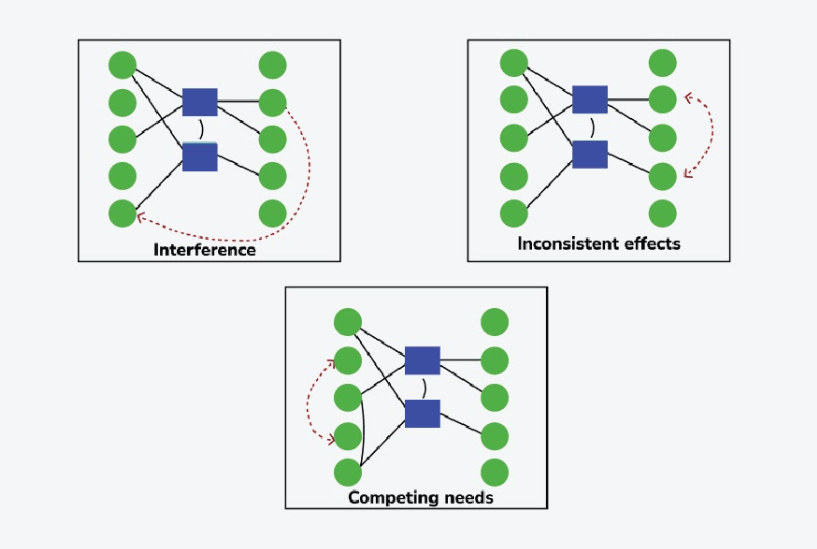 Interference
Inconsistent effects
Competing needs